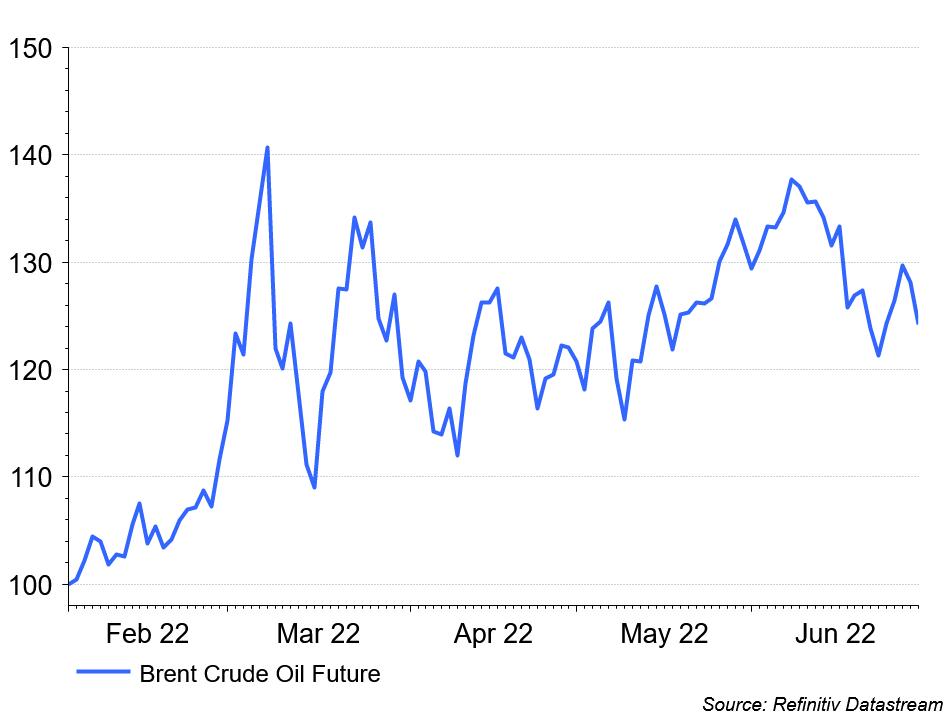 150
140
130
120
110
100
Feb 22 Mar 22 Apr 22 May 22 Jun 22
Brent Crude Oil Future
Source: Refinitiv Datastream